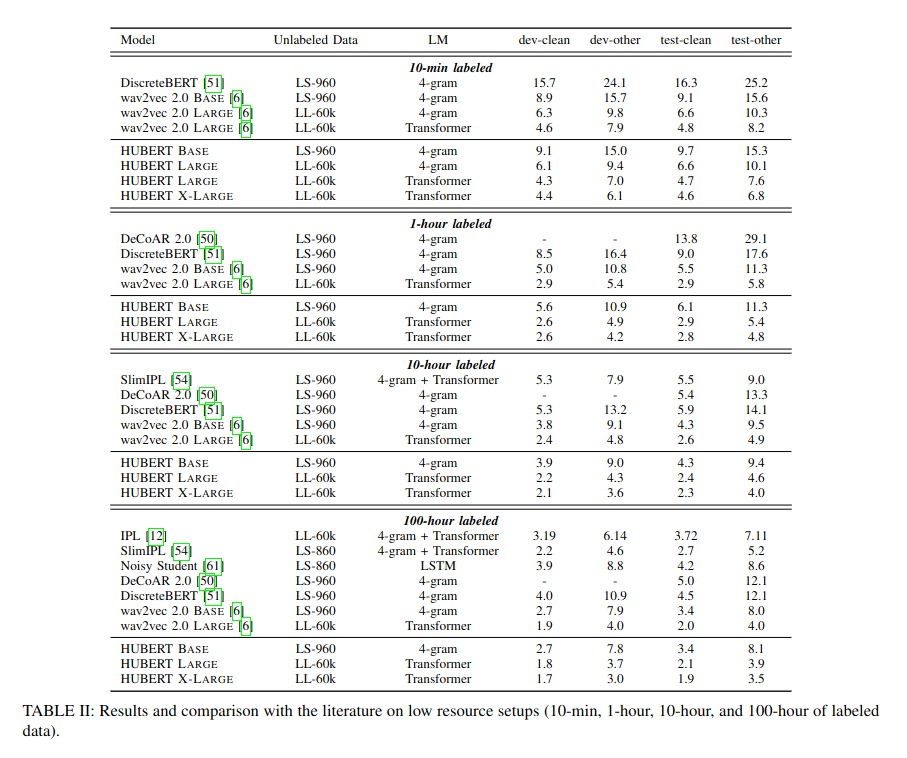 Model Unlabeled Data LM dev-clean dev-other test-clean test-other
10-min labeled
DiscreteBERT [51] LS-960 4-gram 15.7 24.1 16.3 25.2
wav2vec 2.0 BASE [6] LS-960 4-gram 8.9 15.7 9.1 15.6
wav2vec 2.0 LARGE [6] LL-60k 4-gram 6.3 9.8 6.6 10.3
wav2vec 2.0 LARGE [6] LL-60k Transformer 4.6 7.9 4.8 8.2
HUBERT BASE LS-960 4-gram 9.1 15.0 9.7 15.3
HUBERT LARGE LL-60k 4-gram 6.1 9.4 6.6 10.1
HUBERT LARGE LL-60k Transformer 4.3 7.0 4.7 7.6
HUBERT X-LARGE LL-60k Transformer 4.4 6.1 4.6 6.8
1-hour labeled
DeCoAR 2.0 [50] LS-960 4-gram - - 13.8 29.1
DiscreteBERT [51] LS-960 4-gram 8.5 16.4 9.0 17.6
wav2vec 2.0 BASE [6] LS-960 4-gram 5.0 10.8 5.5 11.3
wav2vec 2.0 LARGE [6] LL-60k Transformer 2.9 5.4 2.9 5.8
HUBERT BASE LS-960 4-gram 5.6 10.9 6.1 11.3
HUBERT LARGE LL-60k Transformer 2.6 4.9 2.9 5.4
HUBERT X-LARGE LL-60k Transformer 2.6 4.2 2.8 4.8
10-hour labeled
SlimIPL [54] LS-960 4-gram + Transformer 5.3 7.9 5.5 9.0
DeCoAR 2.0 [50] LS-960 4-gram - - 5.4 13.3
DiscreteBERT [51] LS-960 4-gram 5.3 13.2 5.9 14.1
wav2vec 2.0 BASE [6] LS-960 4-gram 3.8 9.1 4.3 9.5
wav2vec 2.0 LARGE [6] LL-60k Transformer 2.4 4.8 2.6 4.9
HUBERT BASE LS-960 4-gram 3.9 9.0 4.3 9.4
HUBERT LARGE LL-60k Transformer 2.2 4.3 2.4 4.6
HUBERT X-LARGE LL-60k Transformer 2.1 3.6 2.3 4.0
100-hour labeled
IPL [12] LL-60k 4-gram + Transformer 3.19 6.14 3.72 7.11
SlimIPL [54] LS-860 4-gram + Transformer 2.2 4.6 2.7 5.2
Noisy Student [61] LS-860 LSTM 3.9 8.8 4.2 8.6
DeCoAR 2.0 [50] LS-960 4-gram - - 5.0 12.1
DiscreteBERT [51] LS-960 4-gram 4.0 10.9 4.5 12.1
wav2vec 2.0 BASE [6] LS-960 4-gram 2.7 7.9 3.4 8.0
wav2vec 2.0 LARGE [6] LL-60k Transformer 1.9 4.0 2.0 4.0
HUBERT BASE LS-960 4-gram 2.7 7.8 3.4 8.1
HUBERT LARGE LL-60k Transformer 1.8 3.7 2.1 3.9
HUBERT X-LARGE LL-60k Transformer 1.7 3.0 1.9 3.5
TABLE II: Results and comparison with the literature on low resource setups (10-min, 1-hour, 10-hour, and 100-hour of labeled
data).